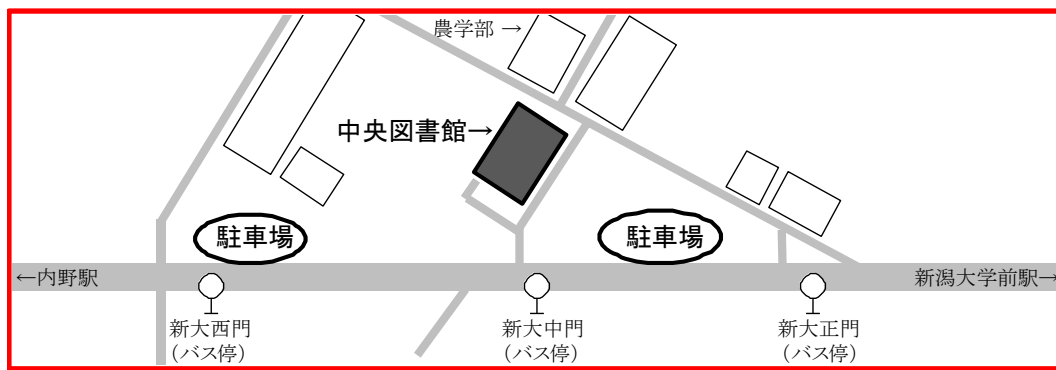 農学部 →
中央図書館→
駐車場
駐車場
←内野駅
新潟大学前駅→
新大西門
(バス停)
新大中門
(バス停)
新大正門
(バス停)